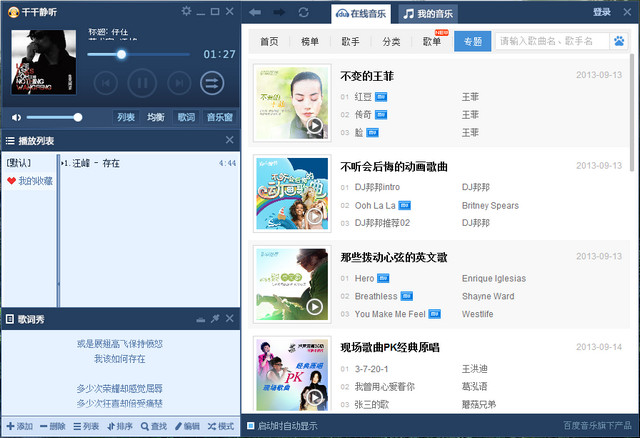 千千静听
标题: 存在
01:27
列表 均衡 歌词 音乐窗
播放列表
[默认]
我的收藏
1.汪峰 - 存在 4:44
歌词秀
或是展翅高飞保持愤怒
我该如何存在
多少次荣耀却感觉屈辱
多少次狂喜却倍受痛楚
添加 删除 列表 排序 查找 编辑 模式
在线音乐 我的音乐 登录
首页 榜单 歌手 分类 歌单 NEW 专题 请输入歌曲名、歌手名
不变的王菲 2013-09-13
01 红豆 王菲
02 传奇 王菲
03 脸 王菲
不听会后悔的动画歌曲 2013-09-13
01 DJ邦邦intro DJ邦邦
02 Ooh La La Britney Spears
03 DJ邦邦推荐02 DJ邦邦
那些拨动心弦的英文歌 2013-09-13
01 Hero Enrique Iglesias
02 Breathless Shayne Ward
03 You Make Me Feel Westlife
现场歌曲PK经典原唱 2013-09-14
01 3-7-20-1 王洪迪
02 我曾用心爱着你 葛泓语
03 张三的歌 蘑菇兄弟
启动时自动显示 百度音乐旗下产品